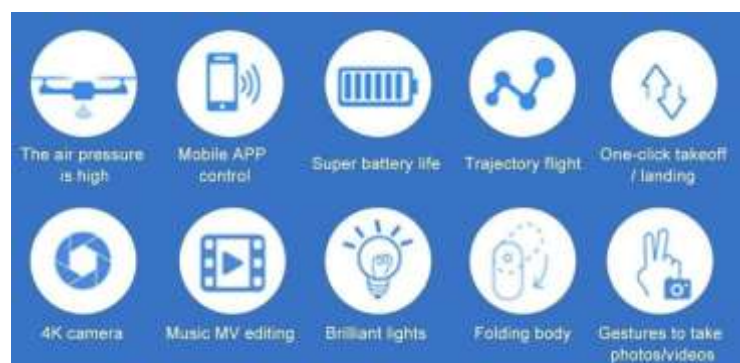 The air pressure
is high
Mobile APP
control
Super battery life
Trajectory flight
One-click takeoff
/ landing
4K camera
Music MV editing
Brilliant lights
Folding body
Gestures to take
photos/videos